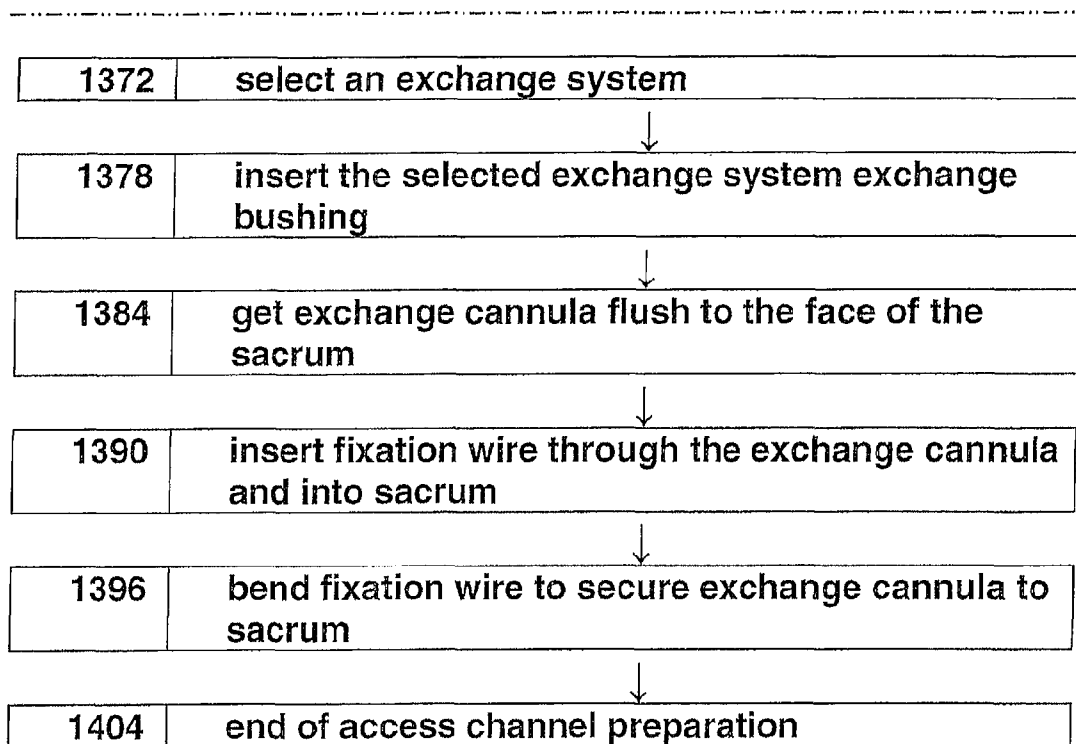 1372 select an exchange system
1378 insert the selected exchange system exchange
bushing
1384 get exchange cannula flush to the face of the
sacrum
1390 insert fixation wire through the exchange cannula
and into sacrum
1396 bend fixation wire to secure exchange cannula to
sacrum
1404 end of access channel preparation